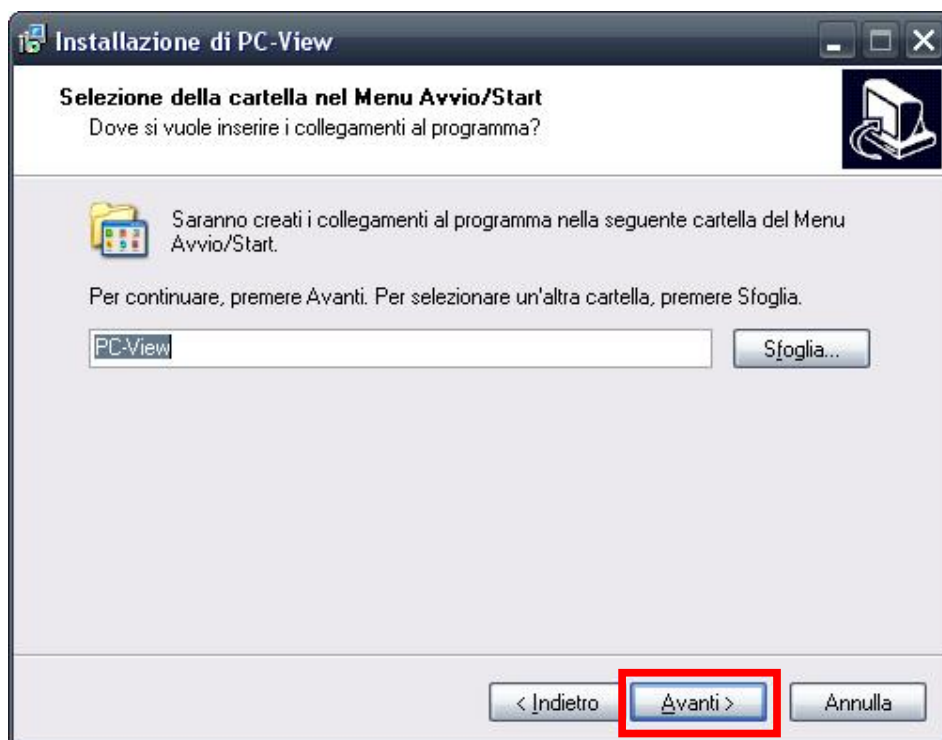 Installazione di PC-View
Selezione della cartella nel Menu Avvio/Start
Dove si vuole inserire i collegamenti al programma?
Saranno creati i collegamenti al programma nella seguente cartella del Menu
Avvio/Start.
Per continuare, premere Avanti. Per selezionare un'altra cartella, premere Sfoglia.
PC-View
Sfoglia...
< Indietro
Avanti >
Annulla